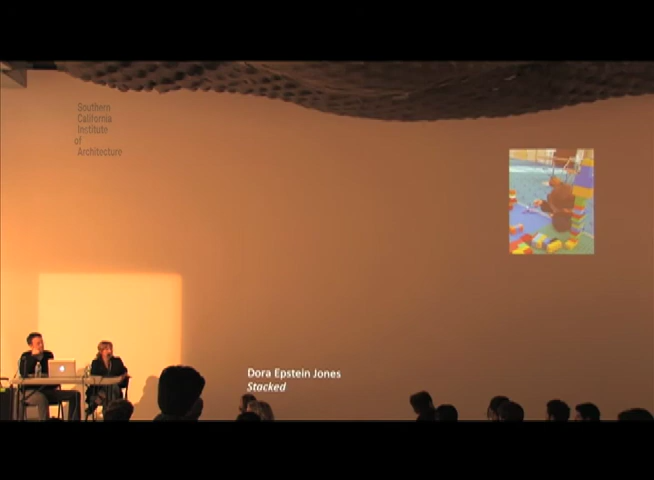 Southern
California
Institute
of
Architecture
Dora Epstein Jones
Stacked